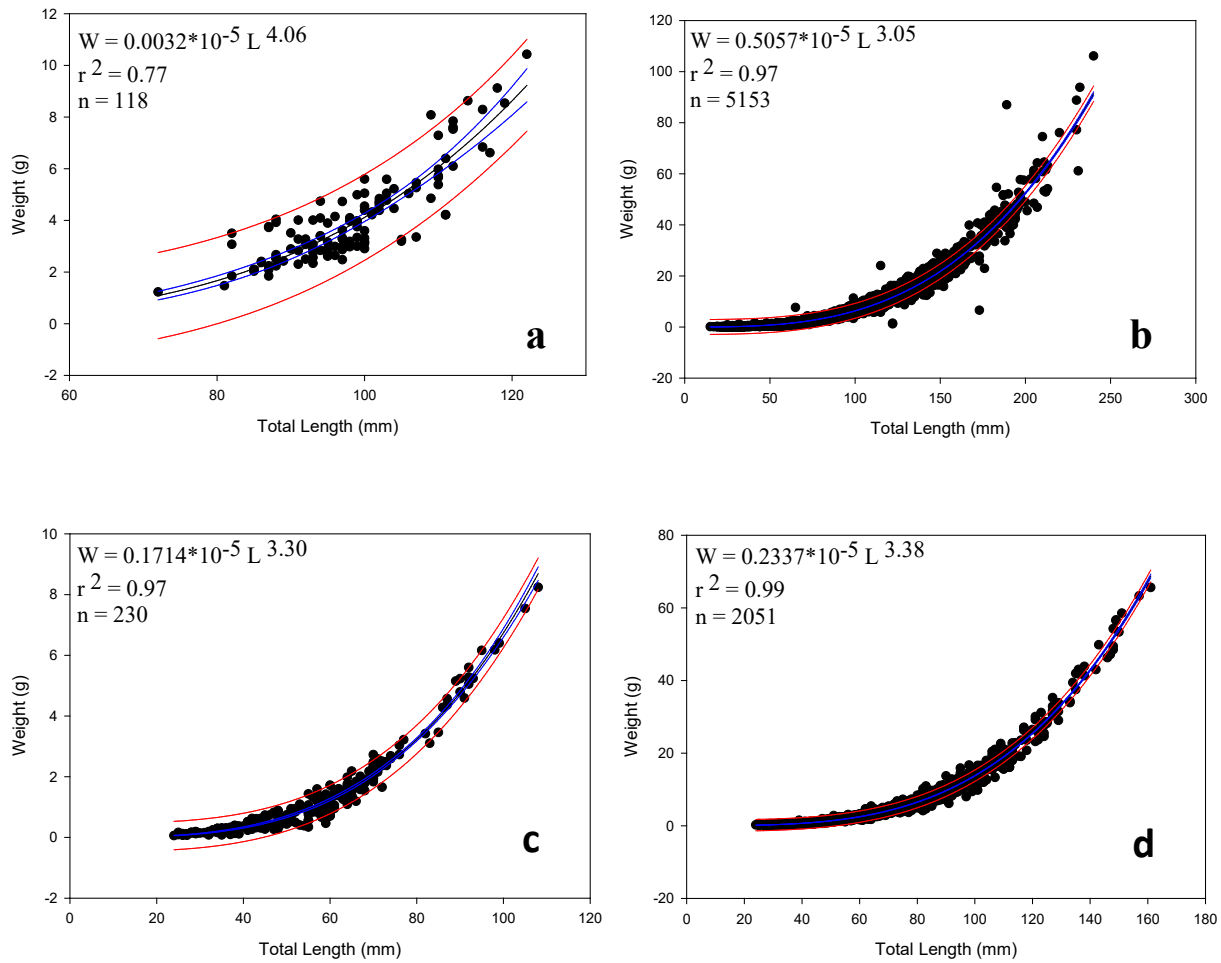 W = 0.0032*10-5 L 4.06
r 2 = 0.77
n = 118
12
10
8
6
4
2
0
-2
Weight (g)
60 80 100 120
Total Length (mm)
a
W = 0.5057*10-5 L 3.05
r 2 = 0.97
n = 5153
120
100
80
60
40
20
0
-20
Weight (g)
0 50 100 150 200 250 300
Total Length (mm)
b
W = 0.1714*10-5 L 3.30
r 2 = 0.97
n = 230
10
8
6
4
2
0
-2
Weight (g)
0 20 40 60 80 100 120
Total Length (mm)
c
W = 0.2337*10-5 L 3.38
r 2 = 0.99
n = 2051
80
60
40
20
0
-20
Weight (g)
0 20 40 60 80 100 120 140 160 180
Total Length (mm)
d